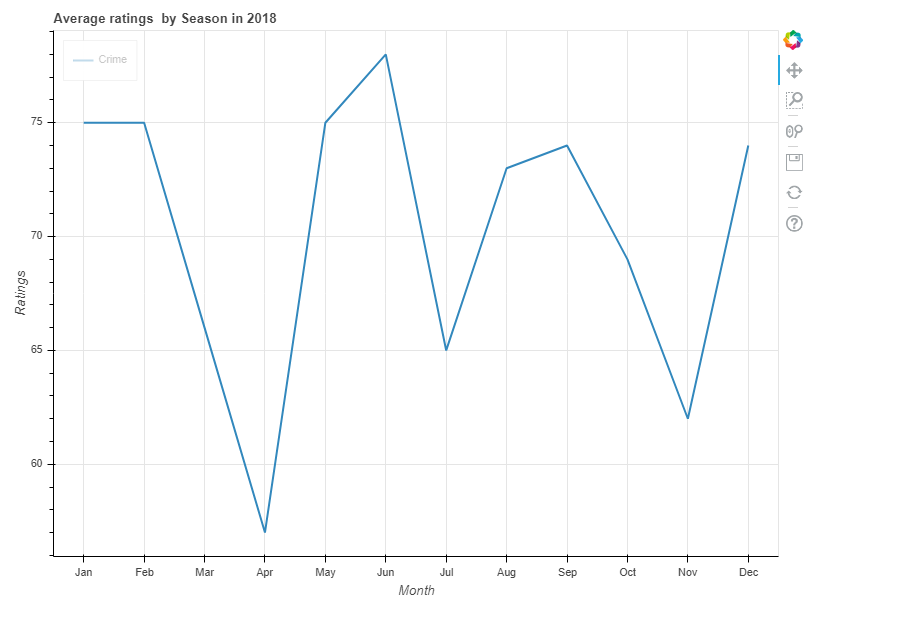 Average ratings  by Season in 2018
Crime
75
70
65
60
Ratings
Jan Feb Mar Apr May Jun Jul Aug Sep Oct Nov Dec
Month